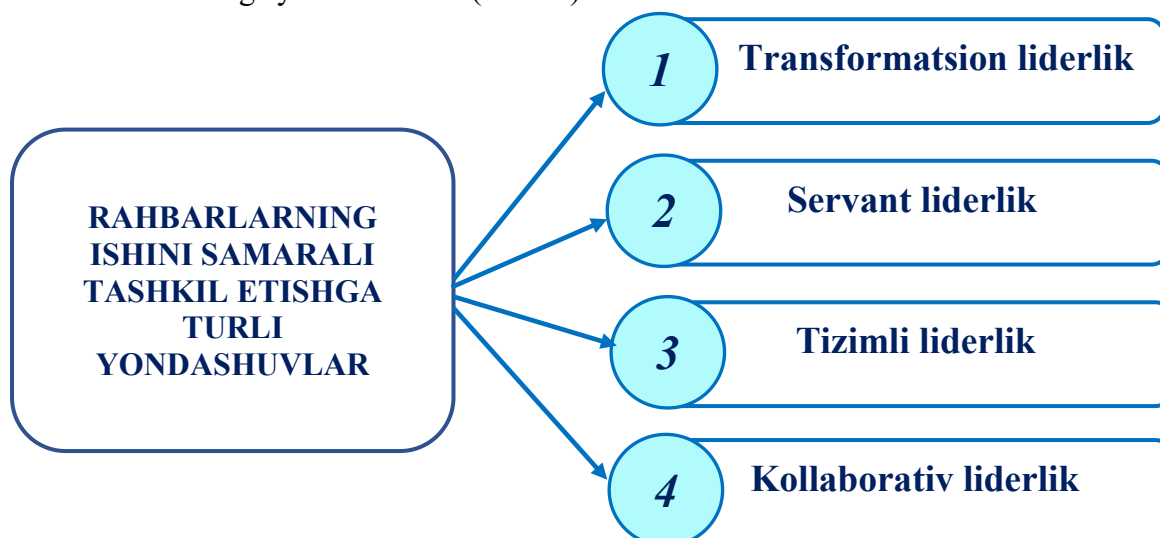 RAHBARLARNING
ISHINI SAMARALI
TASHKIL ETISHGA
TURLI
YONDASHUVLAR
1
Transformatsion liderlik
2
Servant liderlik
3
Tizimli liderlik
4
Kollaborativ liderlik